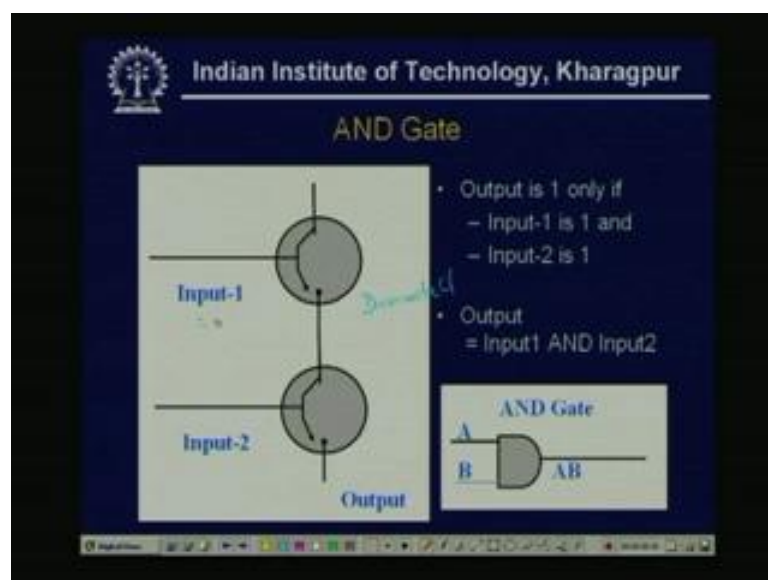 Indian Institute of Technology, Kharagpur
AND Gate
Input-1
Input-2
Output
• Output is 1 only if
– Input-1 is 1 and
– Input-2 is 1
• Output
= Input1 AND Input2
AND Gate
A
B
AB